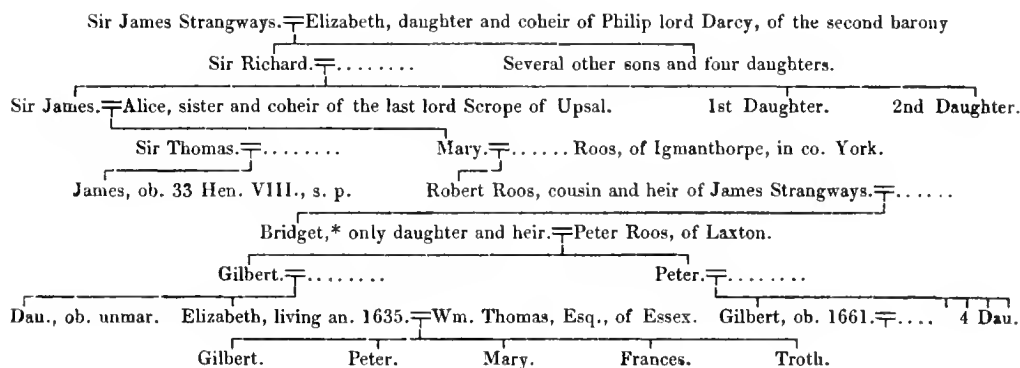 Sir James Strangways. Elizabeth, daughter and coheir of Philip lord Darcy, of the second barony
Sir Richard. ........ Several other sons and four daughters.
Sir James. Alice, sister and coheir of the last lord Scrope of Upsal. 1st Daughter. 2nd Daughter.
Sir Thomas. ........ Mary. ...... Roos, of Igmanthorpe, in co. York.
James, ob. 33 Hen. VIII., s. p. Robert Roos, cousin and heir of James Strangways. ......
Bridget,* only daughter and heir. Peter Roos, of Laxton.
Gilbert. ........ Peter. ........
Dau., ob. unmar. Elizabeth, living an. 1635. Wm. Thomas, Esq., of Essex. Gilbert, ob. 1661. .... 4 Dau.
Gilbert. Peter. Mary. Frances. Troth.